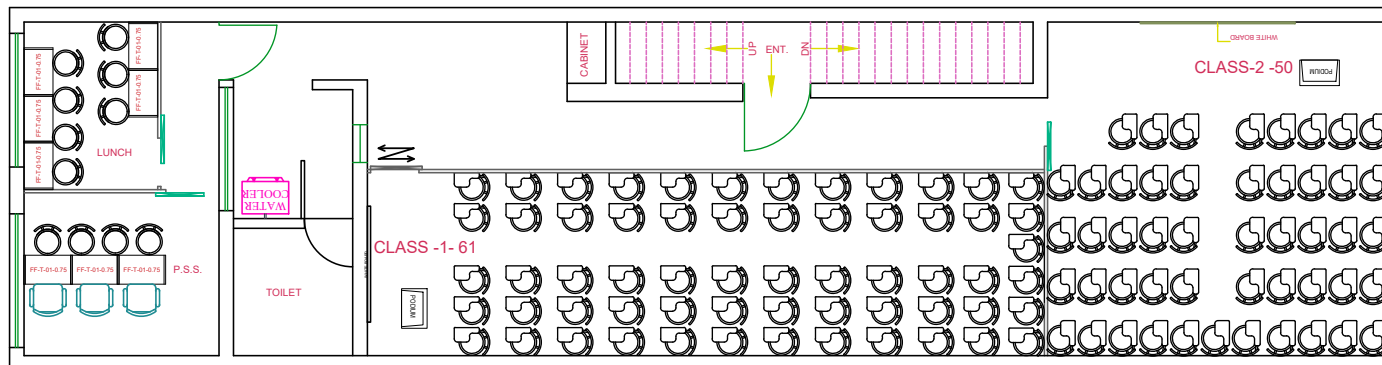 FF-T-01-0.75
FF-T-01-0.75
FF-T-01-0.75
FF-T-01-0.75
FF-T-01-0.75
LUNCH
FF-T-01-0.75
FF-T-01-0.75
FF-T-01-0.75
P.S.S.
WATER
COOLER
TOILET
CABINET
UP
ENT.
DN
CLASS -1- 61
PODIUM
WHITE BOARD
CLASS-2 -50
PODIUM